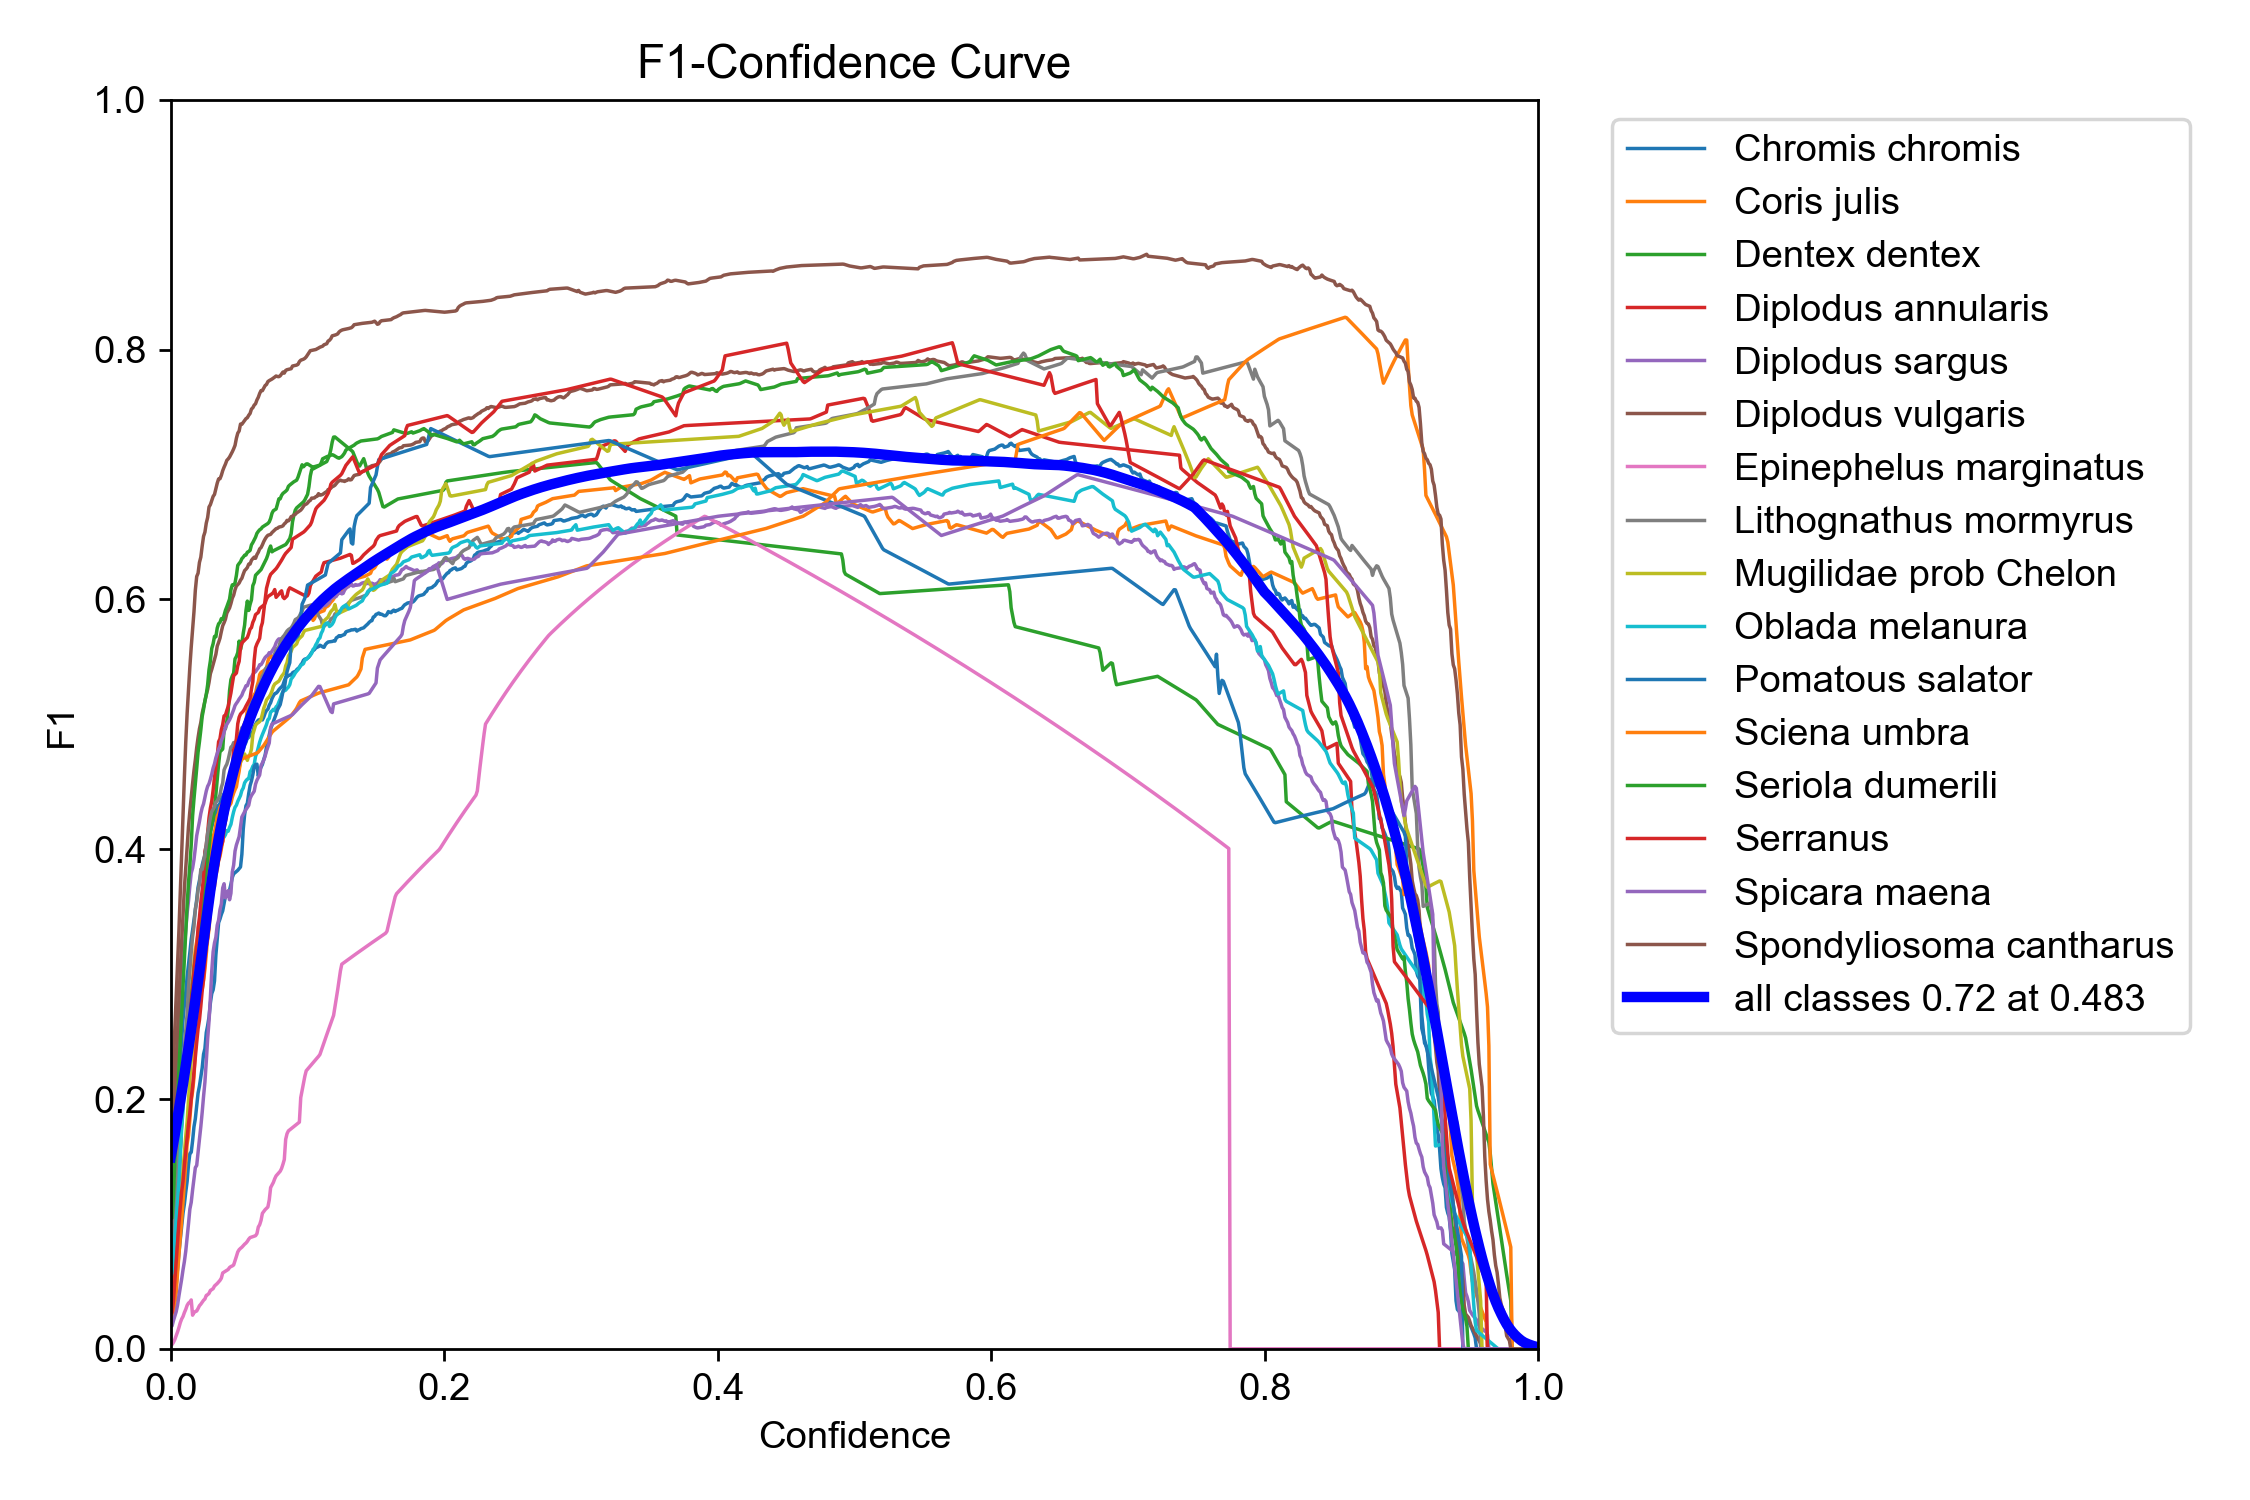 F1-Confidence Curve
1.0
0.8
0.6
0.4
0.2
0.0
F1
0.0 0.2 0.4 0.6 0.8 1.0
Confidence
Chromis chromis
Coris julis
Dentex dentex
Diplodus annularis
Diplodus sargus
Diplodus vulgaris
Epinephelus marginatus
Lithognathus mormyrus
Mugilidae prob Chelon
Oblada melanura
Pomatous salator
Sciena umbra
Seriola dumerili
Serranus
Spicara maena
Spondyliosoma cantharus
all classes 0.72 at 0.483